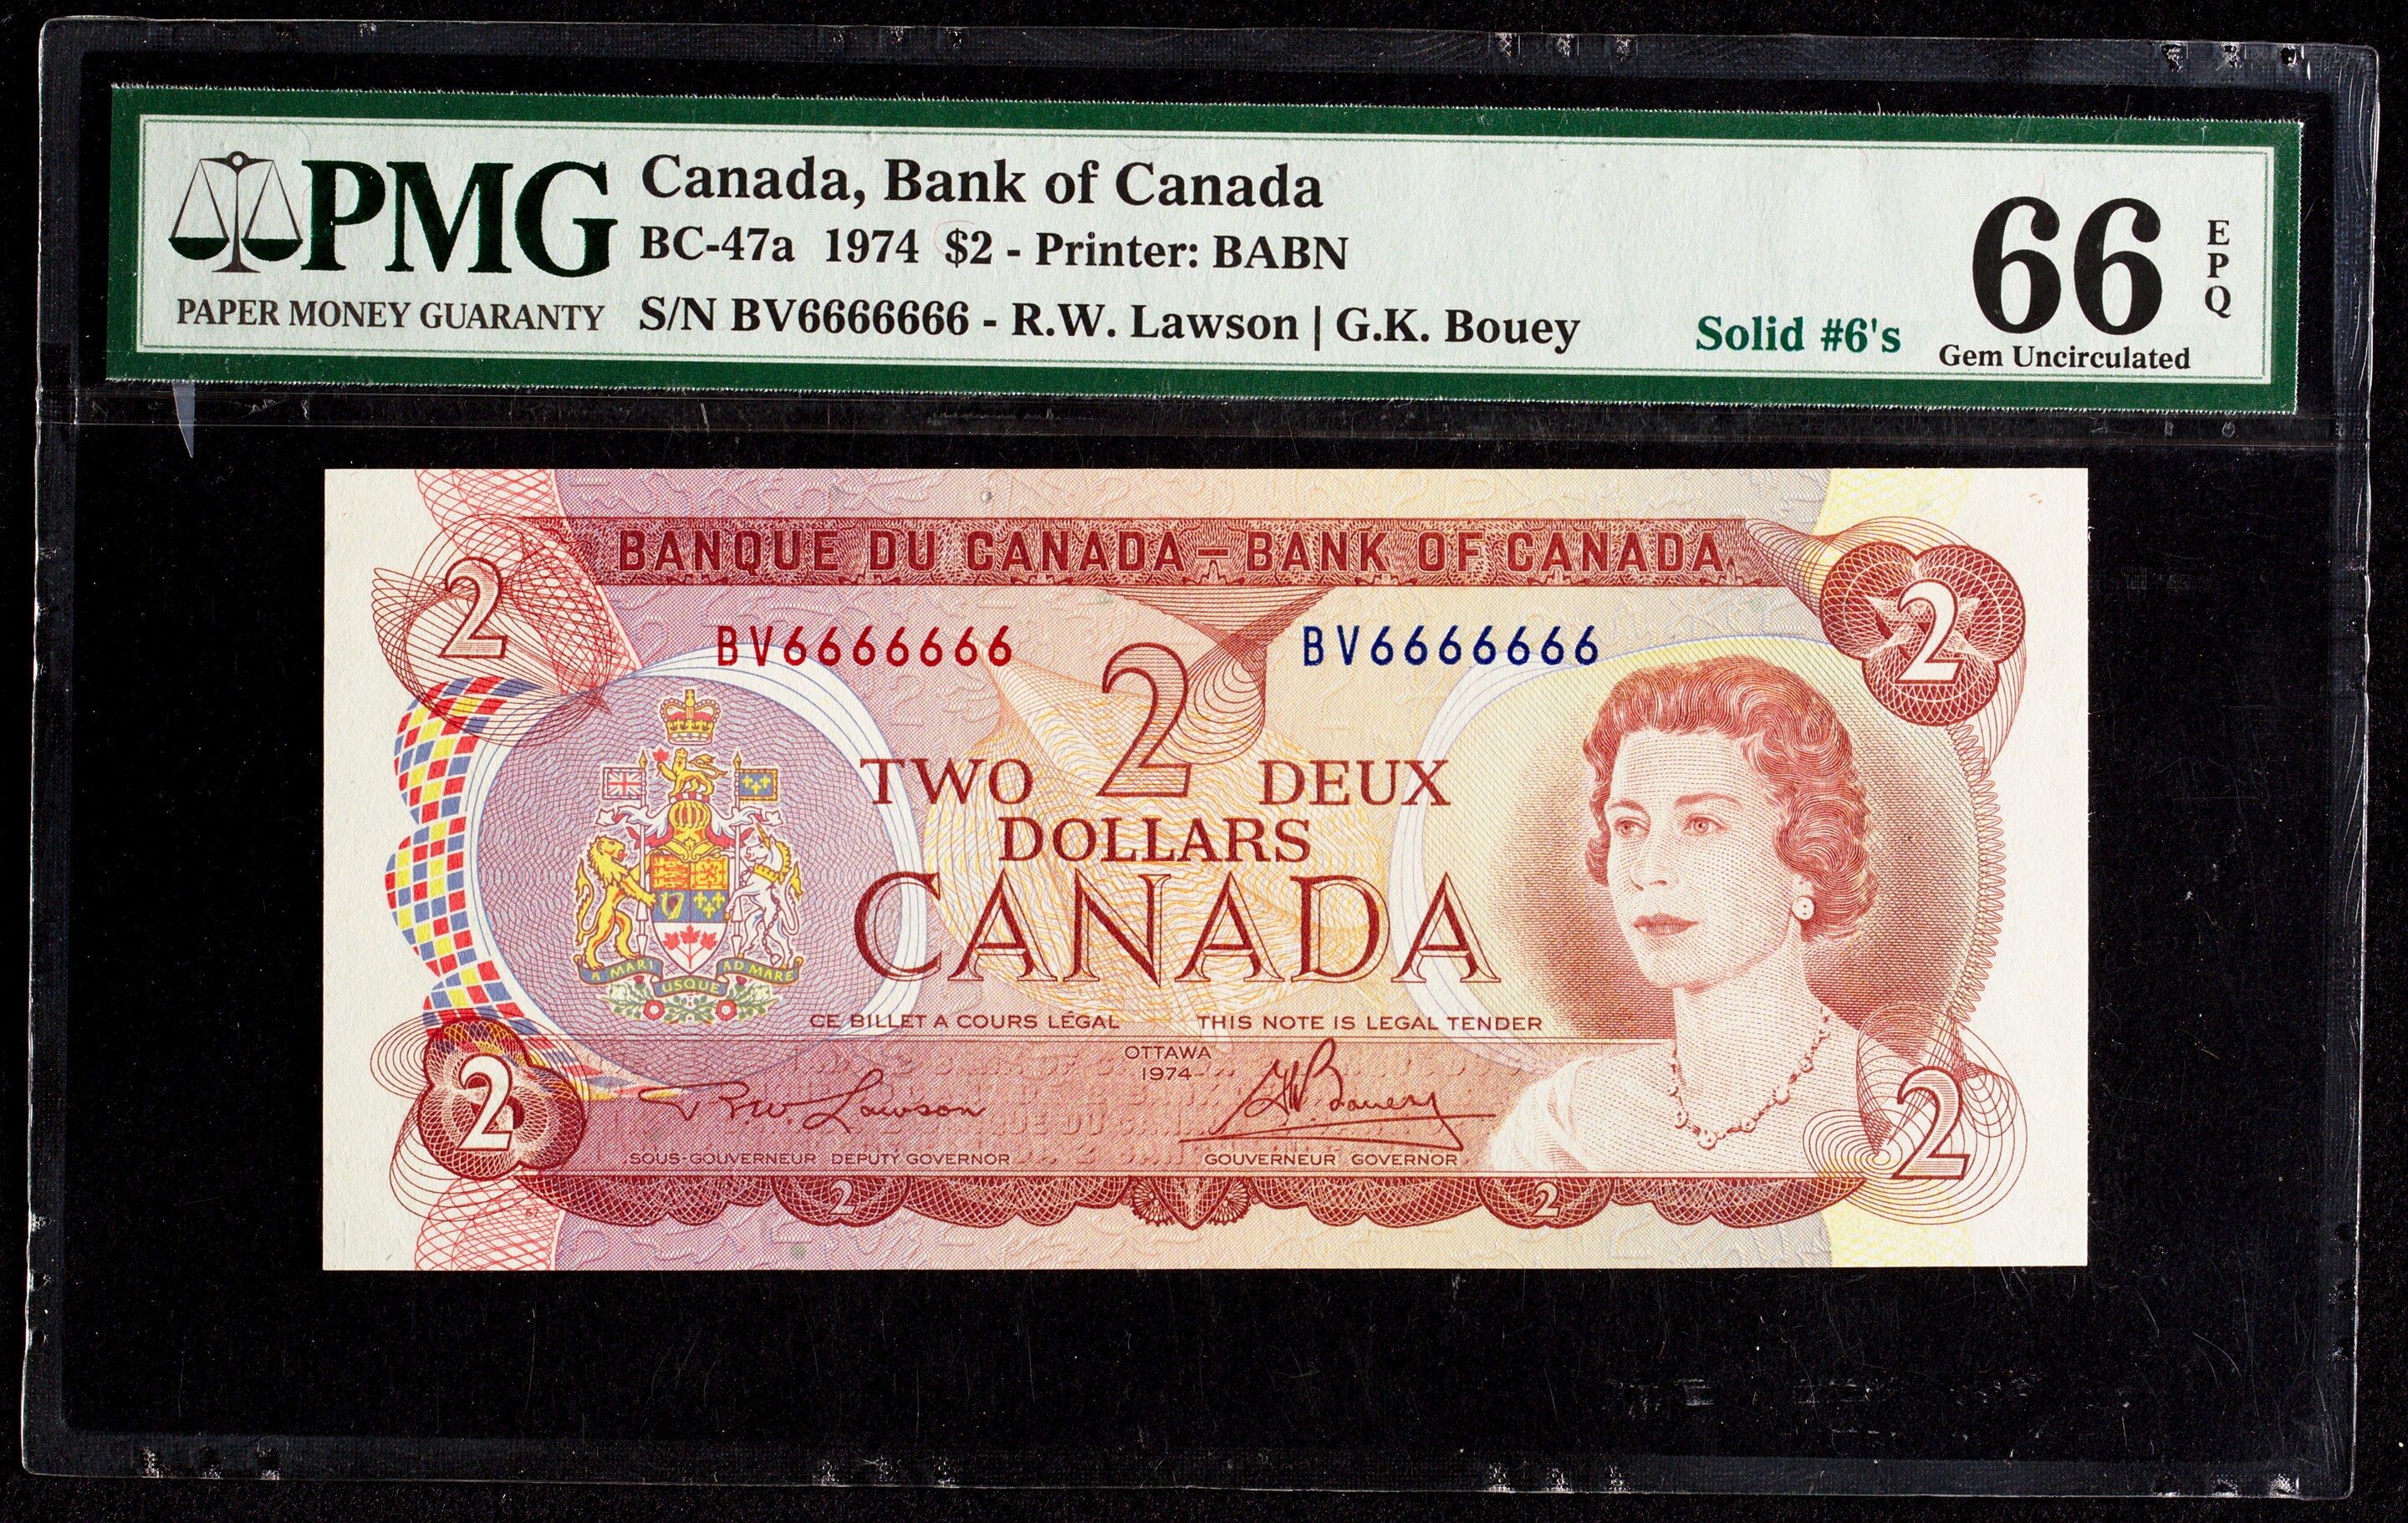 PMG
PAPER MONEY GUARANTY
Canada, Bank of Canada
BC-47a 1974 $2 - Printer: BABN
S/N BV6666666 - R.W. Lawson | G.K. Bouey
Solid #6's
66
EPQ
Gem Uncirculated
BANQUE DU CANADA – BANK OF CANADA
2
2
BV6666666
BV6666666
2
TWO DEUX
DOLLARS
CANADA
A MARI USQUE AD MARE
CE BILLET A COURS LÉGAL THIS NOTE IS LEGAL TENDER
OTTAWA
1974
R.W. Lawson
G.K. Bouey
SOUS-GOUVERNEUR DEPUTY GOVERNOR
GOUVERNEUR GOVERNOR
2
2
2
2